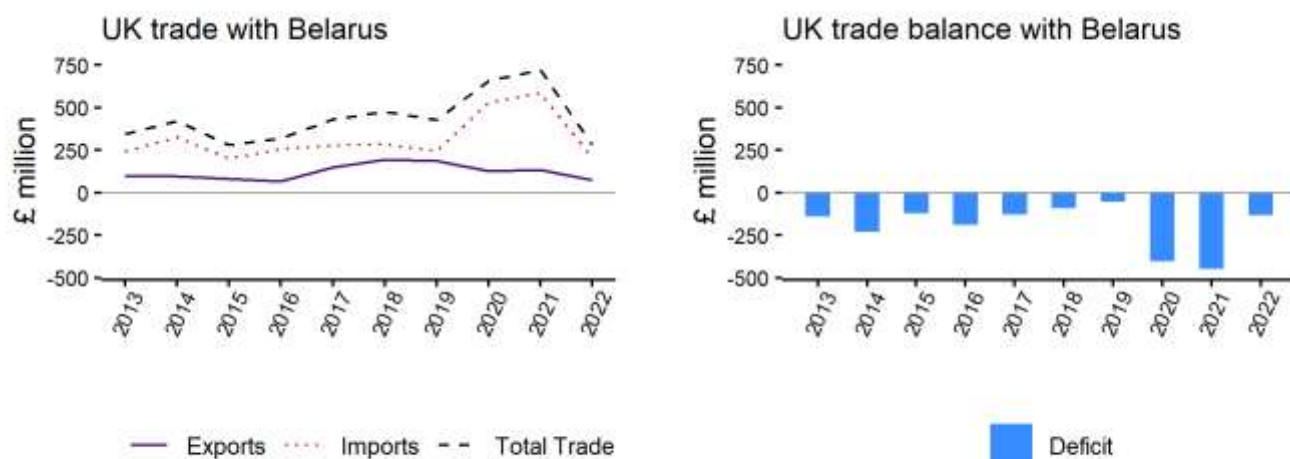 UK trade with Belarus
£ million
750
500
250
0
-250
-500
2013 2014 2015 2016 2017 2018 2019 2020 2021 2022
Exports Imports Total Trade
UK trade balance with Belarus
£ million
750
500
250
0
-250
-500
2013 2014 2015 2016 2017 2018 2019 2020 2021 2022
Deficit